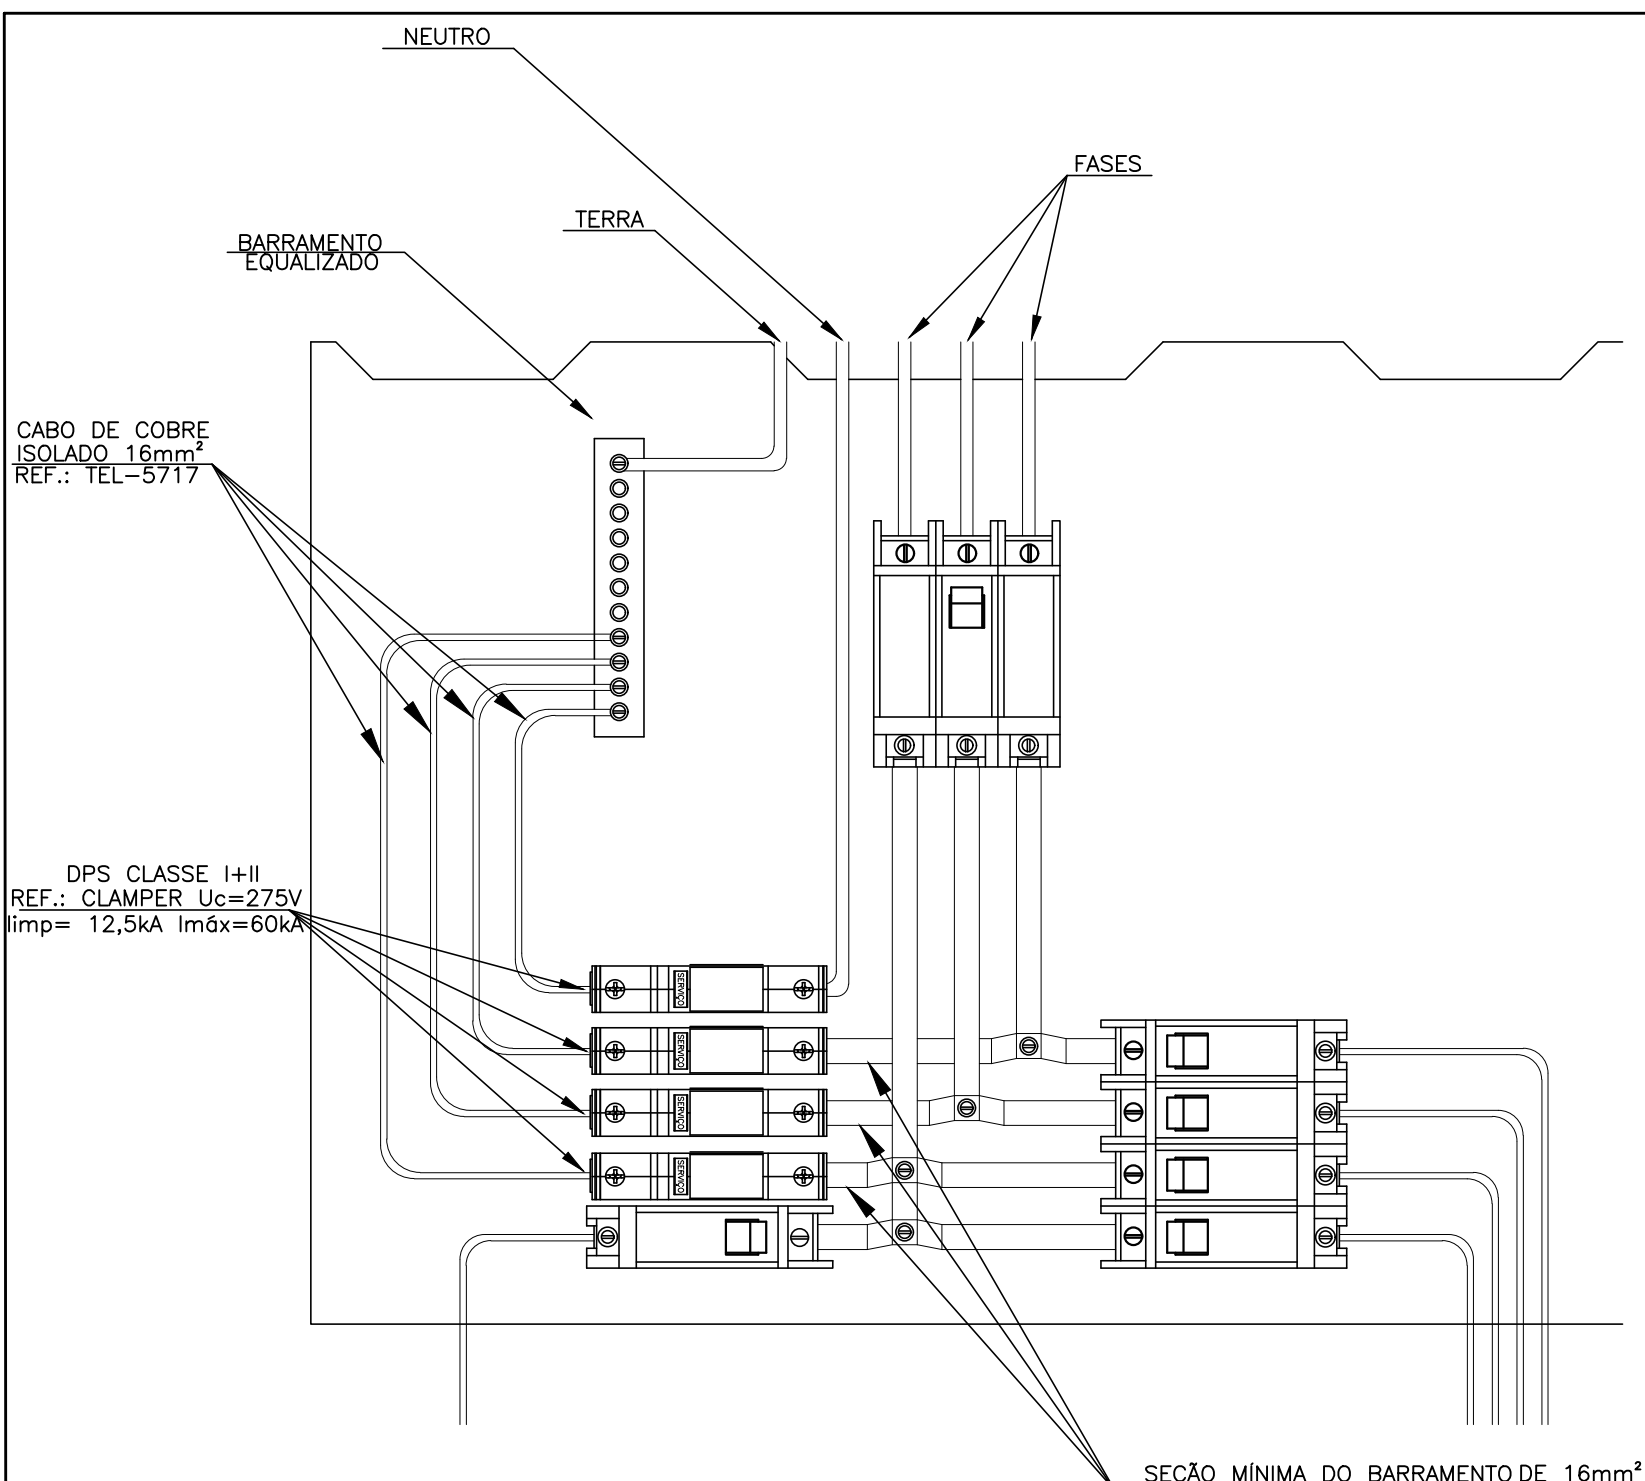 NEUTRO
FASES
TERRA
BARRAMENTO
EQUALIZADO
CABO DE COBRE
ISOLADO 16mm²
REF.: TEL-5717
DPS CLASSE I+II
REF.: CLAMPER Uc=275V
Iimp= 12,5kA Imáx=60kA
SERVIÇO
SERVIÇO
SERVIÇO
SERVIÇO
SEÇÃO MÍNIMA DO BARRAMENTO DE 16mm²